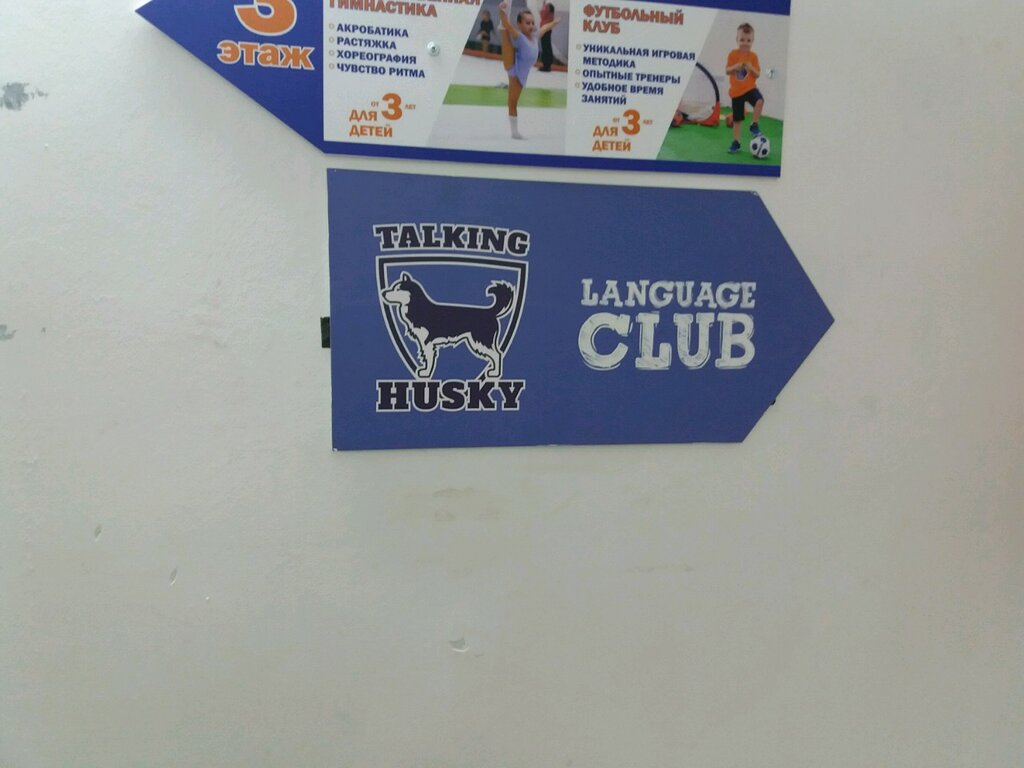 3
этаж
ГИМНАСТИКА
АКРОБАТИКА
РАСТЯЖКА
ХОРЕОГРАФИЯ
ЧУВСТВО РИТМА
ОТ 3 ЛЕТ
ДЛЯ
ДЕТЕЙ
ФУТБОЛЬНЫЙ
КЛУБ
УНИКАЛЬНАЯ ИГРОВАЯ
МЕТОДИКА
ОПЫТНЫЕ ТРЕНЕРЫ
УДОБНОЕ ВРЕМЯ
ЗАНЯТИЙ
ОТ 3 ЛЕТ
ДЛЯ
ДЕТЕЙ
TALKING
HUSKY
LANGUAGE
CLUB